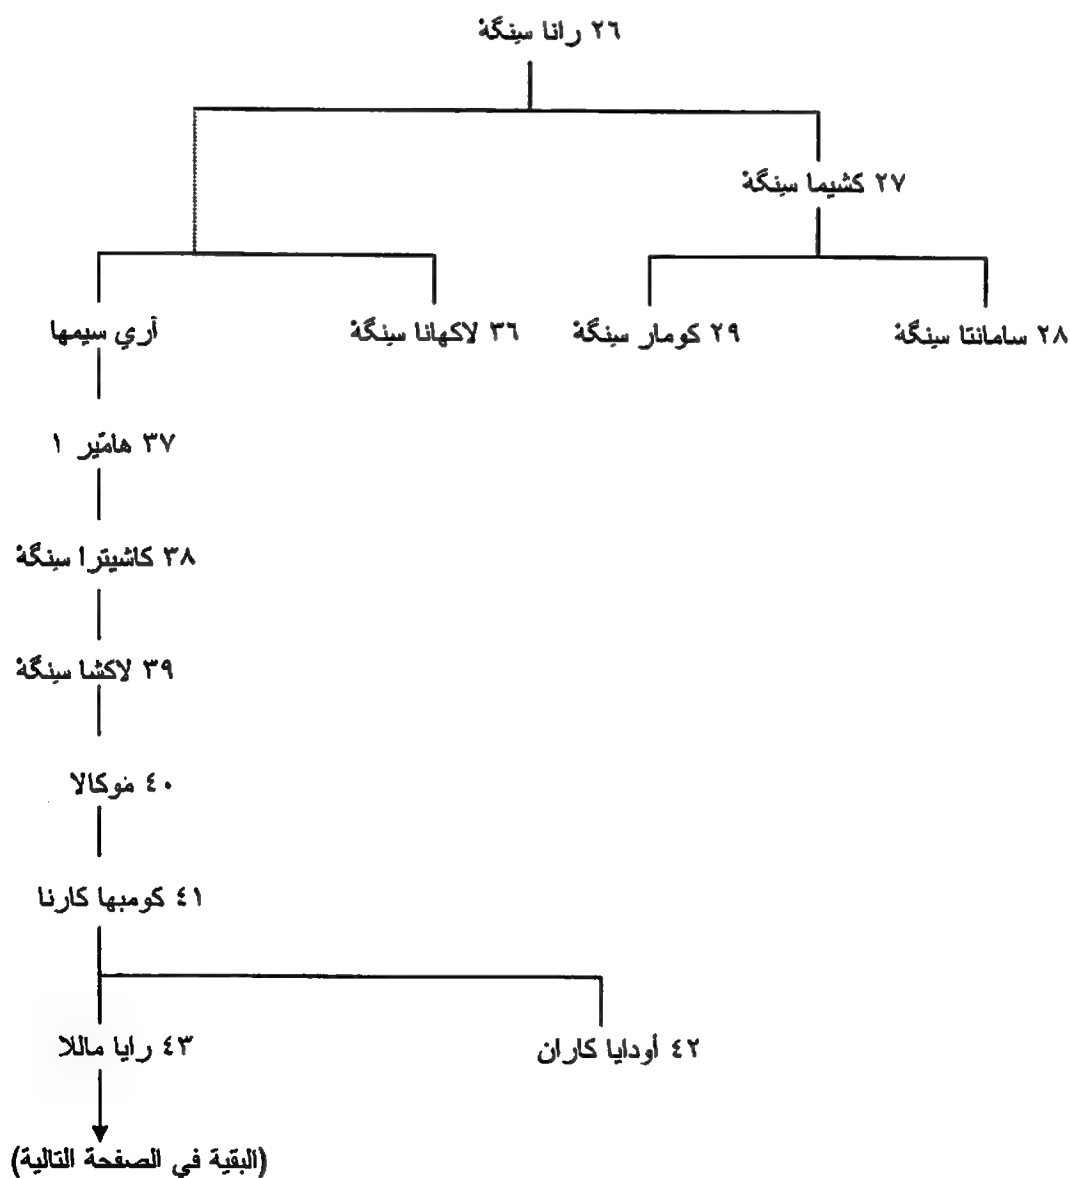 ٢٦ رانا سينگهْ
٢٧ كشيما سينگهْ
٢٨ سامانتا سينگهْ
٢٩ كومار سينگهْ
٣٦ لاكهانا سينگهْ
أري سيمها
٣٧ هامّير ١
٣٨ كاشيترا سينگهْ
٣٩ لاكشا سينگهْ
٤٠ موكالا
٤١ كومبها كارنا
٤٢ أودايا كاران
٤٣ رايا ماللا
(البقية في الصفحة التالية)